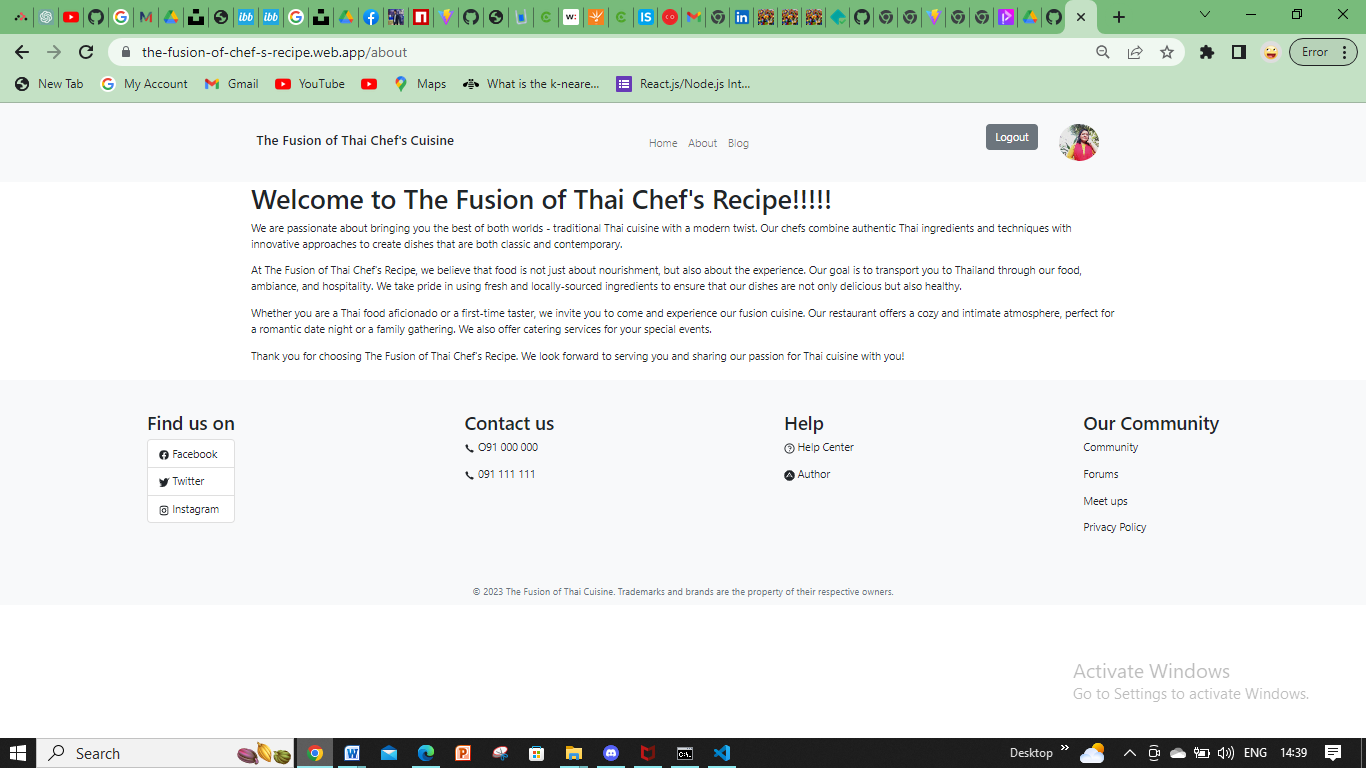 the-fusion-of-chef-s-recipe.web.app/about
Error
New Tab
My Account
Gmail
YouTube
Maps
What is the k-neare...
React.js/Node.js Int...
The Fusion of Thai Chef's Cuisine
Home About Blog
Logout
Welcome to The Fusion of Thai Chef's Recipe!!!!!
We are passionate about bringing you the best of both worlds - traditional Thai cuisine with a modern twist. Our chefs combine authentic Thai ingredients and techniques with
innovative approaches to create dishes that are both classic and contemporary.
At The Fusion of Thai Chef's Recipe, we believe that food is not just about nourishment, but also about the experience. Our goal is to transport you to Thailand through our food,
ambiance, and hospitality. We take pride in using fresh and locally-sourced ingredients to ensure that our dishes are not only delicious but also healthy.
Whether you are a Thai food aficionado or a first-time taster, we invite you to come and experience our fusion cuisine. Our restaurant offers a cozy and intimate atmosphere, perfect for
a romantic date night or a family gathering. We also offer catering services for your special events.
Thank you for choosing The Fusion of Thai Chef's Recipe. We look forward to serving you and sharing our passion for Thai cuisine with you!
Find us on
Facebook
Twitter
Instagram
Contact us
O91 000 000
091 111 111
Help
Help Center
Author
Our Community
Community
Forums
Meet ups
Privacy Policy
© 2023 The Fusion of Thai Cuisine. Trademarks and brands are the property of their respective owners.
Activate Windows
Go to Settings to activate Windows.
Search
Desktop
ENG
14:39